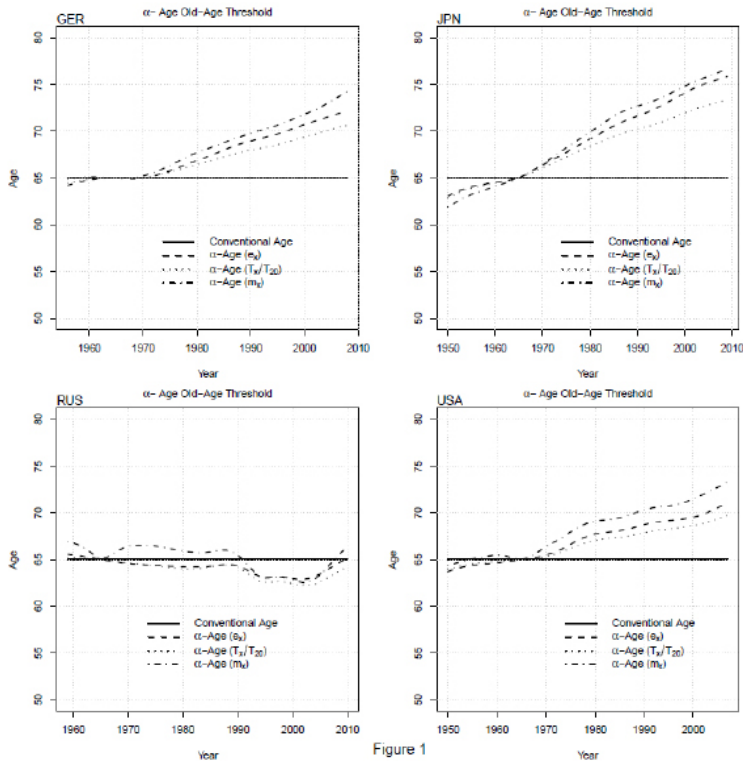 GER
α- Age Old-Age Threshold
80
75
70
65
60
55
50
Age
Conventional Age
α-Age (ex)
α-Age (Tx/T20)
α-Age (mx)
1960 1970 1980 1990 2000 2010
Year
JPN
α- Age Old-Age Threshold
80
75
70
65
60
55
50
Age
Conventional Age
α-Age (ex)
α-Age (Tx/T20)
α-Age (mx)
1950 1960 1970 1980 1990 2000 2010
Year
RUS
α- Age Old-Age Threshold
80
75
70
65
60
55
50
Age
Conventional Age
α-Age (ex)
α-Age (Tx/T20)
α-Age (mx)
1960 1970 1980 1990 2000 2010
Year
USA
α- Age Old-Age Threshold
80
75
70
65
60
55
50
Age
Conventional Age
α-Age (ex)
α-Age (Tx/T20)
α-Age (mx)
1950 1960 1970 1980 1990 2000
Year
Figure 1